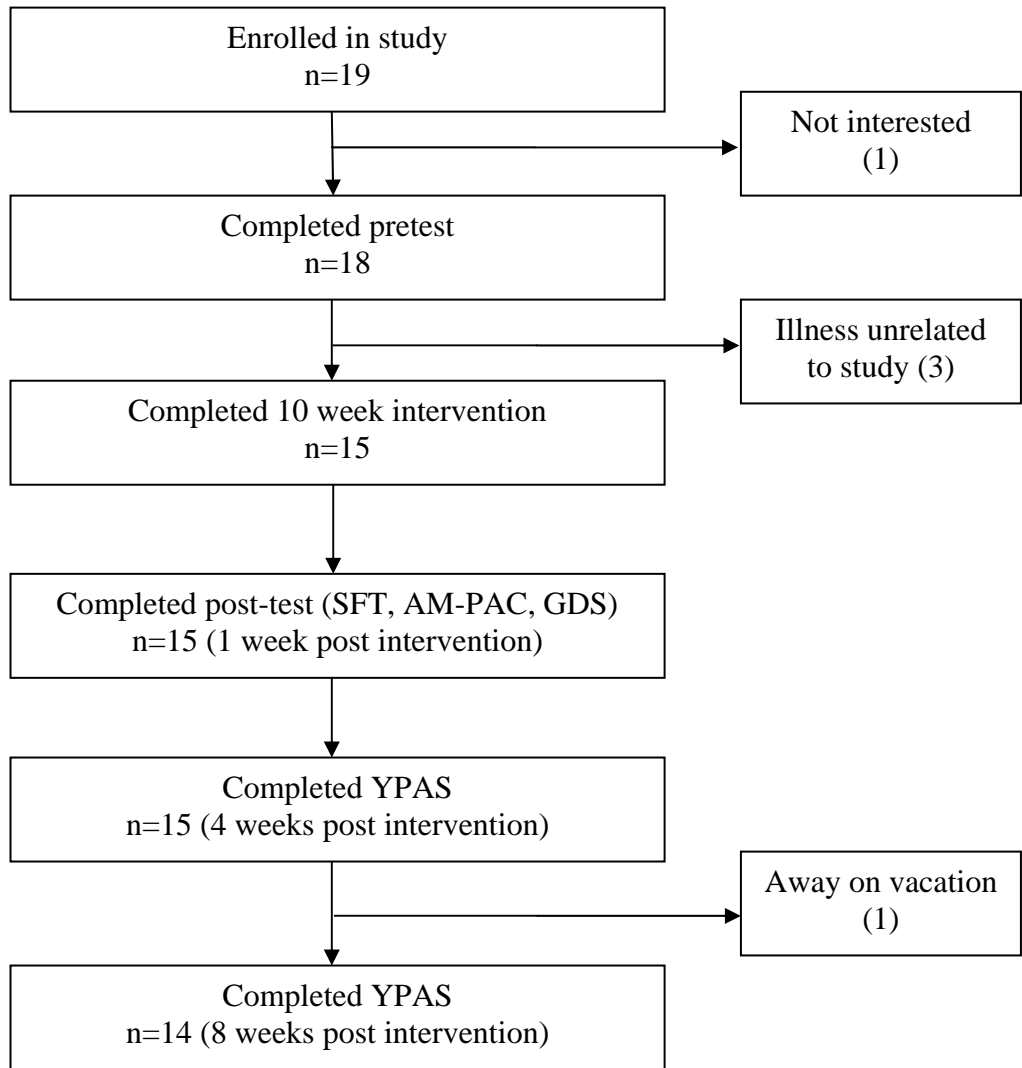 Enrolled in study
n=19
Not interested
(1)
Completed pretest
n=18
Illness unrelated
to study (3)
Completed 10 week intervention
n=15
Completed post-test (SFT, AM-PAC, GDS)
n=15 (1 week post intervention)
Completed YPAS
n=15 (4 weeks post intervention)
Away on vacation
(1)
Completed YPAS
n=14 (8 weeks post intervention)